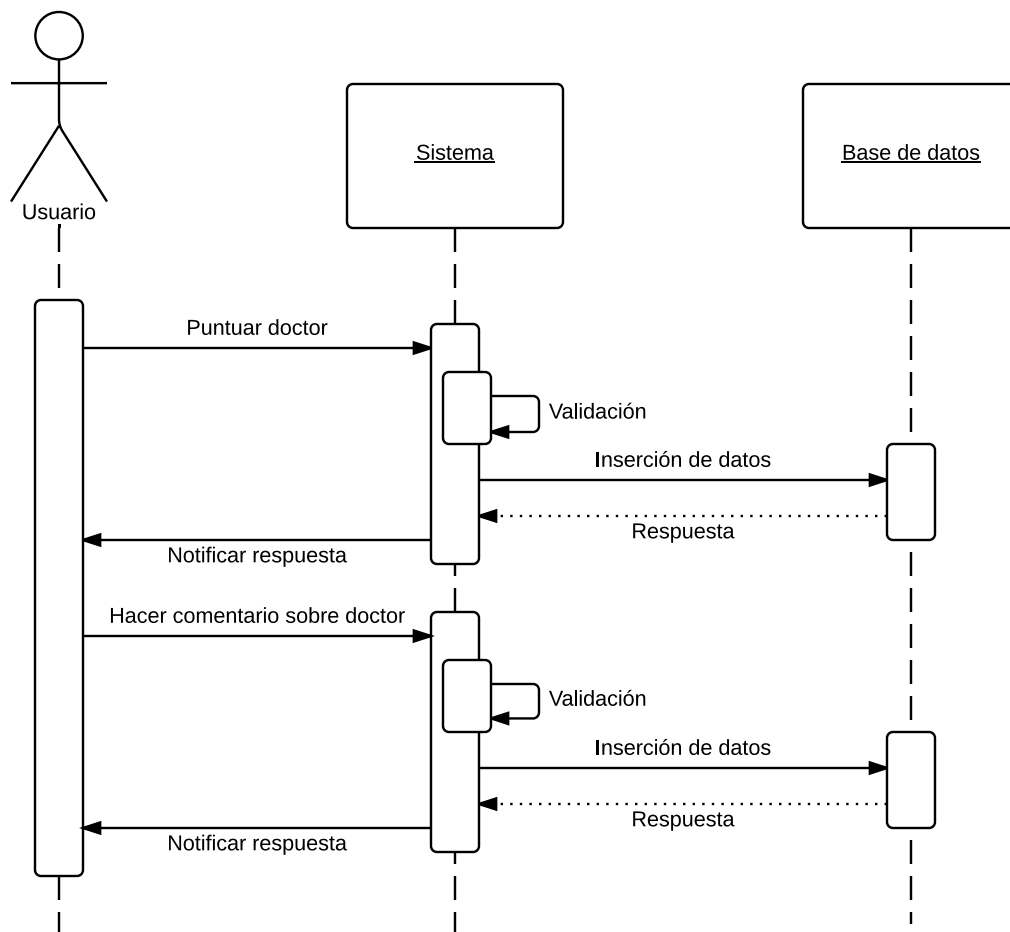 Usuario
Sistema
Base de datos
Puntuar doctor
Validación
Inserción de datos
Respuesta
Notificar respuesta
Hacer comentario sobre doctor
Validación
Inserción de datos
Respuesta
Notificar respuesta